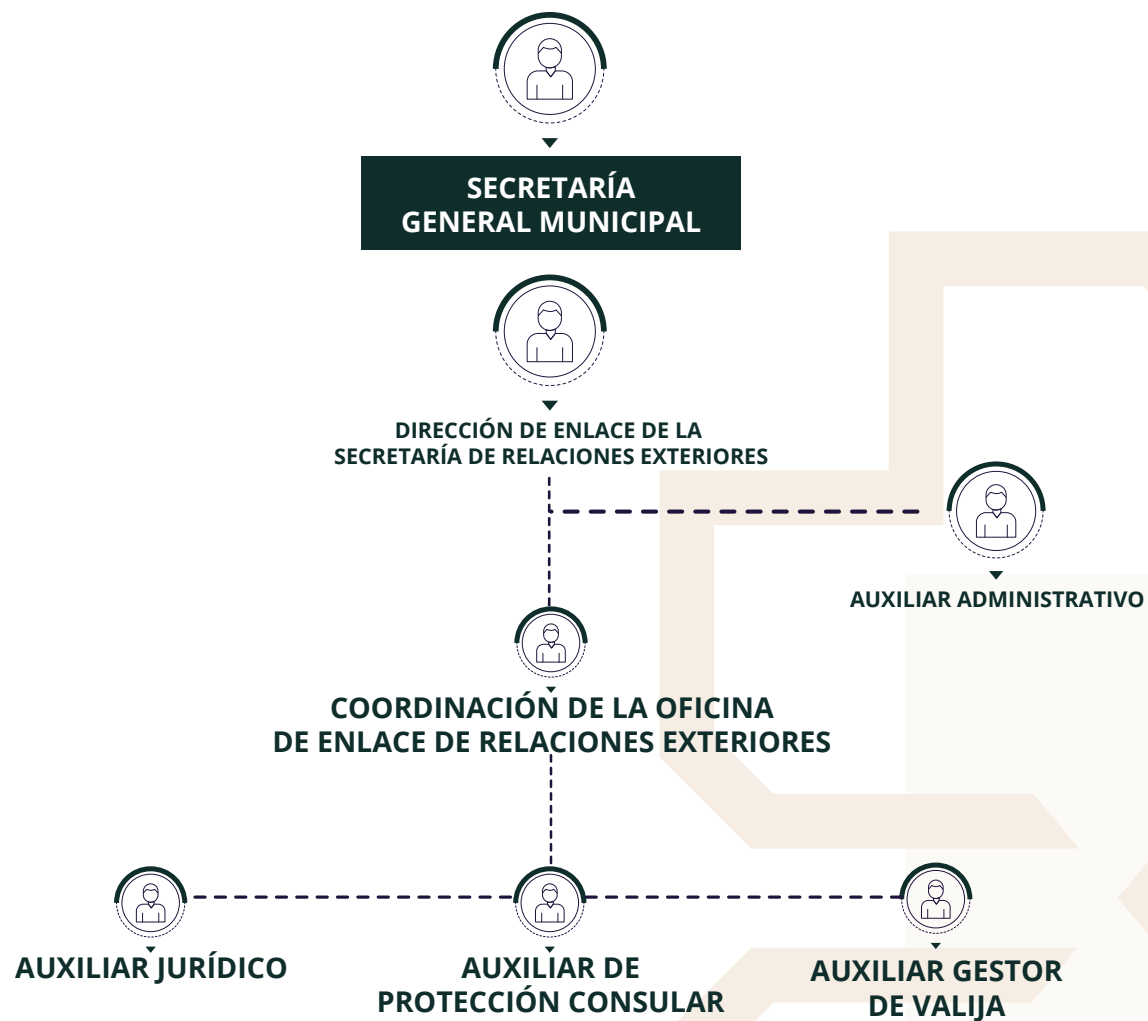 SECRETARÍA
GENERAL MUNICIPAL
DIRECCIÓN DE ENLACE DE LA
SECRETARÍA DE RELACIONES EXTERIORES
AUXILIAR ADMINISTRATIVO
COORDINACIÓN DE LA OFICINA
DE ENLACE DE RELACIONES EXTERIORES
AUXILIAR JURÍDICO
AUXILIAR DE
PROTECCIÓN CONSULAR
AUXILIAR GESTOR
DE VALIJA